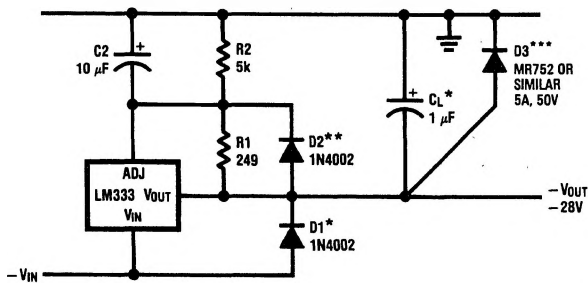 C2
10 μF
R2
5k
D3***
MR752 OR
SIMILAR
5A, 50V
CL*
1 μF
R1
249
D2**
1N4002
ADJ
LM333 VOUT
VIN
–VOUT
–28V
D1*
1N4002
–VIN